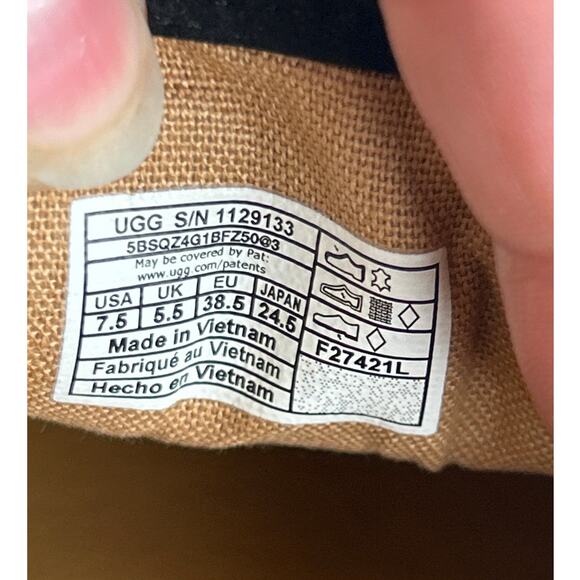 UGG S/N 1129133
5BSQZ4G1BFZ50@3
May be covered by Pat:
www.ugg.com/patents
USA UK EU JAPAN
7.5 5.5 38.5 24.5
Made in Vietnam
Fabriqué au Vietnam
Hecho en Vietnam
F27421L